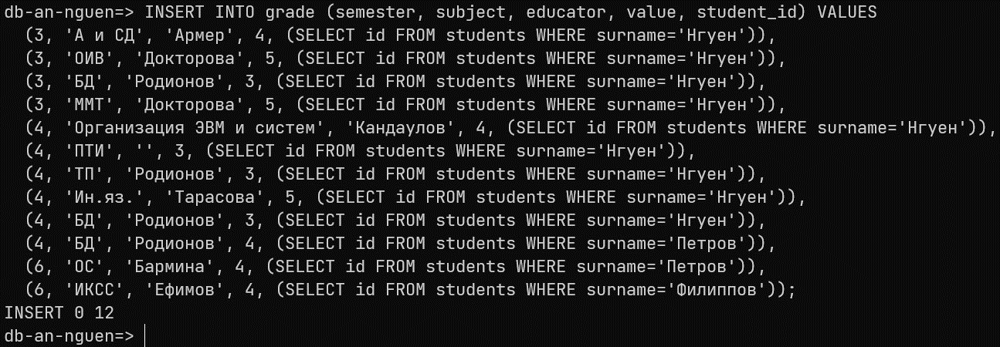 db-an-nguen=> INSERT INTO grade (semester, subject, educator, value, student_id) VALUES
(3, 'А и СД', 'Армер', 4, (SELECT id FROM students WHERE surname='Нгуен')),
(3, 'ОИВ', 'Докторова', 5, (SELECT id FROM students WHERE surname='Нгуен')),
(3, 'БД', 'Родионов', 3, (SELECT id FROM students WHERE surname='Нгуен')),
(3, 'ММТ', 'Докторова', 5, (SELECT id FROM students WHERE surname='Нгуен')),
(4, 'Организация ЭВМ и систем', 'Кандаулов', 4, (SELECT id FROM students WHERE surname='Нгуен')),
(4, 'ПТИ', '', 3, (SELECT id FROM students WHERE surname='Нгуен')),
(4, 'ТП', 'Родионов', 3, (SELECT id FROM students WHERE surname='Нгуен')),
(4, 'Ин.яз.', 'Тарасова', 5, (SELECT id FROM students WHERE surname='Нгуен')),
(4, 'БД', 'Родионов', 3, (SELECT id FROM students WHERE surname='Нгуен')),
(4, 'БД', 'Родионов', 4, (SELECT id FROM students WHERE surname='Петров')),
(6, 'ОС', 'Бармина', 4, (SELECT id FROM students WHERE surname='Петров')),
(6, 'ИКСС', 'Ефимов', 4, (SELECT id FROM students WHERE surname='Филиппов'));
INSERT 0 12
db-an-nguen=>